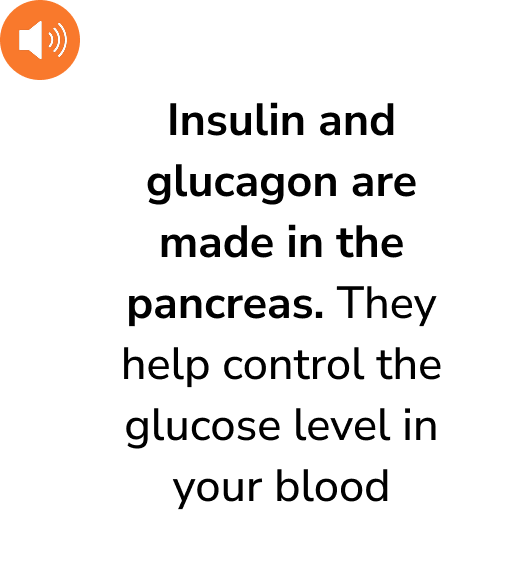 Insulin and
glucagon are
made in the
pancreas. They
help control the
glucose level in
your blood